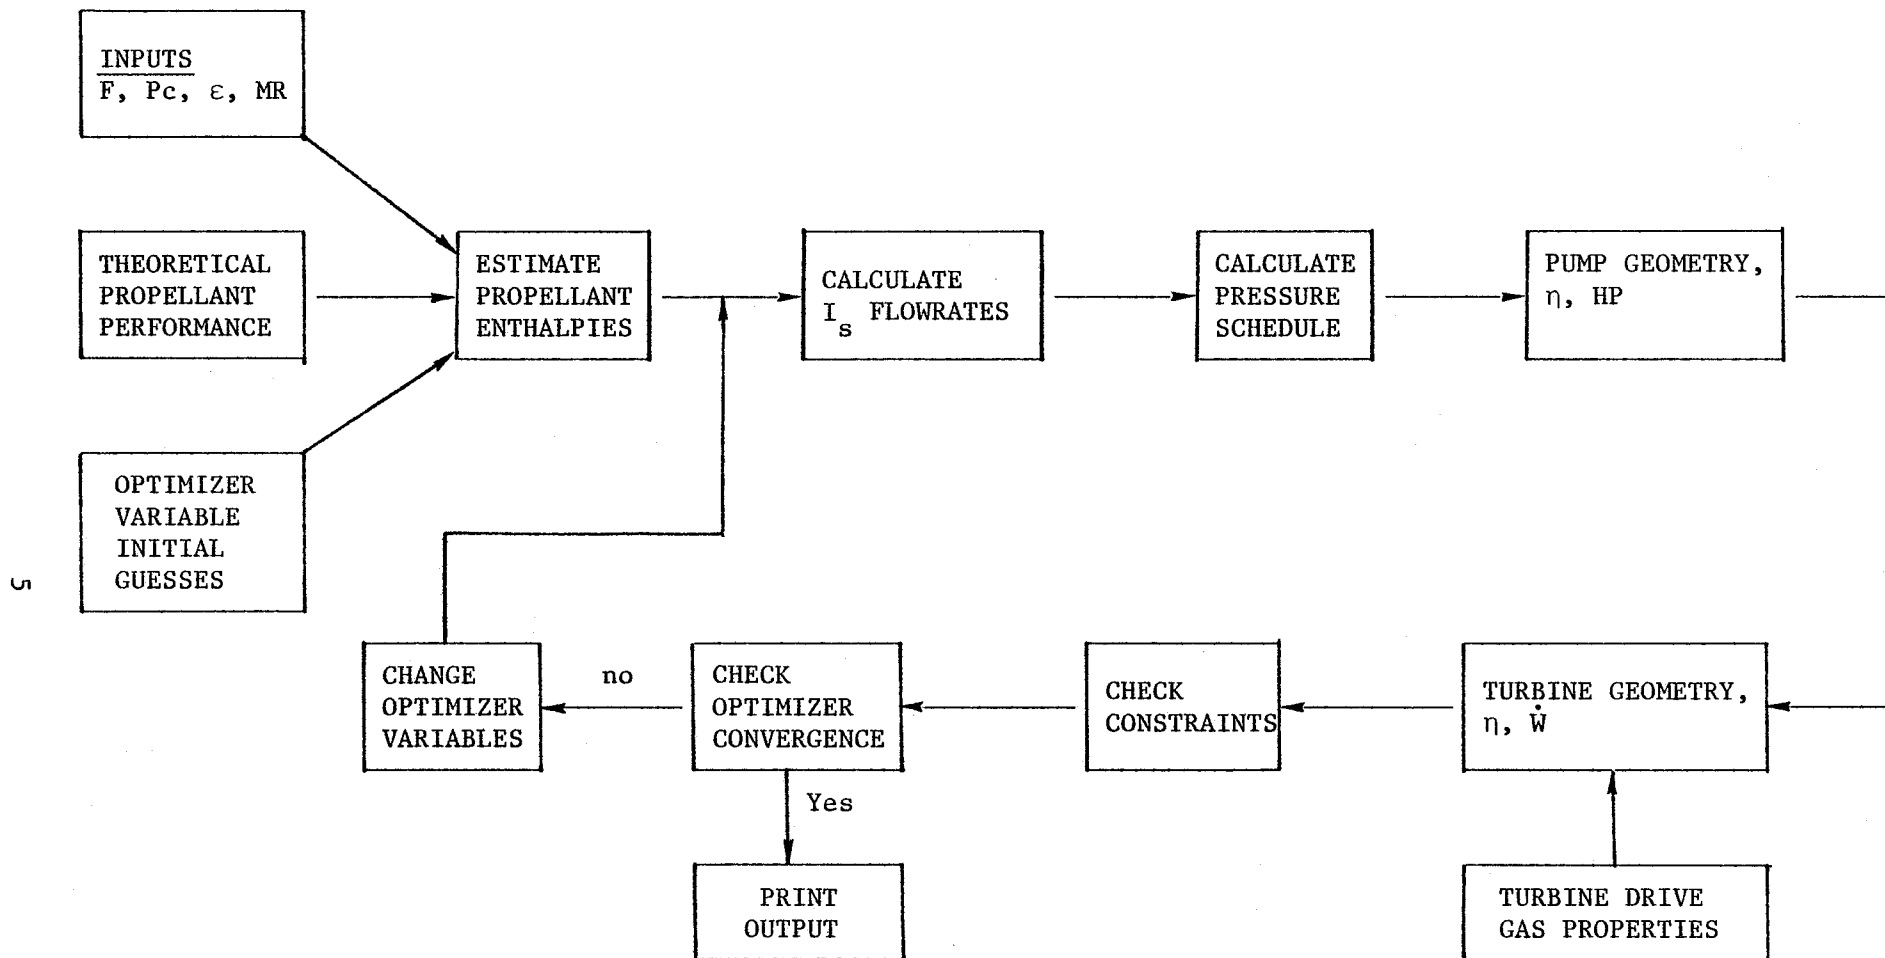 INPUTS
F, Pc, ε, MR
THEORETICAL
PROPELLANT
PERFORMANCE
OPTIMIZER
VARIABLE
INITIAL
GUESSES
ESTIMATE
PROPELLANT
ENTHALPIES
CALCULATE
I_s FLOWRATES
CALCULATE
PRESSURE
SCHEDULE
PUMP GEOMETRY,
η, HP
TURBINE GEOMETRY,
η, Ẇ
TURBINE DRIVE
GAS PROPERTIES
CHECK
CONSTRAINTS
CHECK
OPTIMIZER
CONVERGENCE
no
CHANGE
OPTIMIZER
VARIABLES
Yes
PRINT
OUTPUT
5